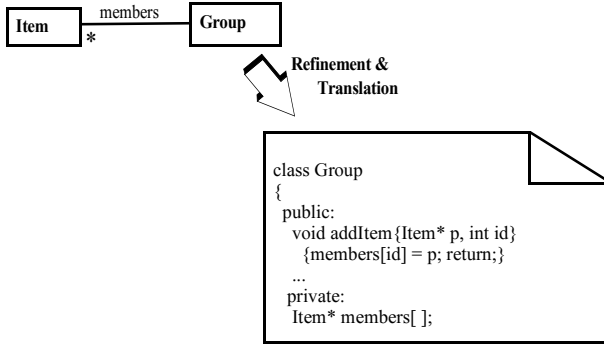 members
Item
Group
*
Refinement &
Translation
class Group
{
public:
void addItem{Item* p, int id}
{members[id] = p; return;}
...
private:
Item* members[ ];